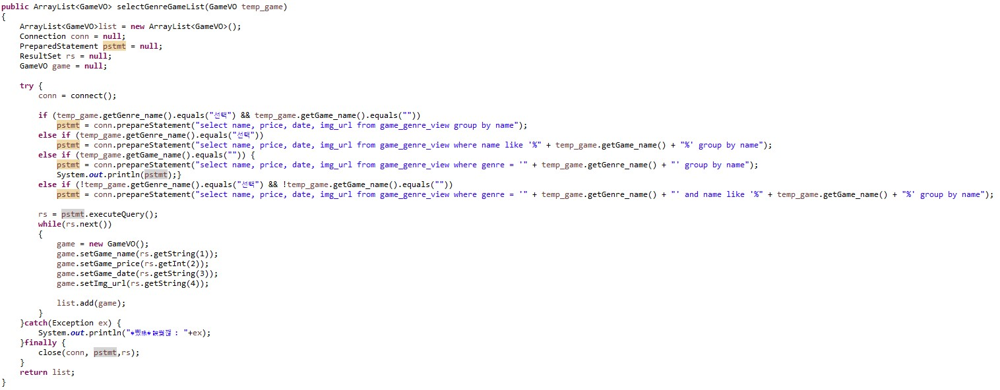 public ArrayList<GameVO> selectGenreGameList(GameVO temp_game)
{
    ArrayList<GameVO>list = new ArrayList<GameVO>();
    Connection conn = null;
    PreparedStatement pstmt = null;
    ResultSet rs = null;
    GameVO game = null;

    try {
        conn = connect();

        if (temp_game.getGenre_name().equals("선택") && temp_game.getGame_name().equals(""))
            pstmt = conn.prepareStatement("select name, price, date, img_url from game_genre_view group by name");
        else if (temp_game.getGenre_name().equals("선택"))
            pstmt = conn.prepareStatement("select name, price, date, img_url from game_genre_view where name like '%" + temp_game.getGame_name() + "%' group by name");
        else if (temp_game.getGame_name().equals("")) {
            pstmt = conn.prepareStatement("select name, price, date, img_url from game_genre_view where genre = '" + temp_game.getGenre_name() + "' group by name");
            System.out.println(pstmt);}
        else if (!temp_game.getGenre_name().equals("선택") && !temp_game.getGame_name().equals(""))
            pstmt = conn.prepareStatement("select name, price, date, img_url from game_genre_view where genre = '" + temp_game.getGenre_name() + "' and name like '%" + temp_game.getGame_name() + "%' group by name");

        rs = pstmt.executeQuery();
        while(rs.next())
        {
            game = new GameVO();
            game.setGame_name(rs.getString(1));
            game.setGame_price(rs.getInt(2));
            game.setGame_date(rs.getString(3));
            game.setImg_url(rs.getString(4));

            list.add(game);
        }
    }catch(Exception ex) {
        System.out.println(" : "+ex);
    }finally {
        close(conn, pstmt,rs);
    }
    return list;
}